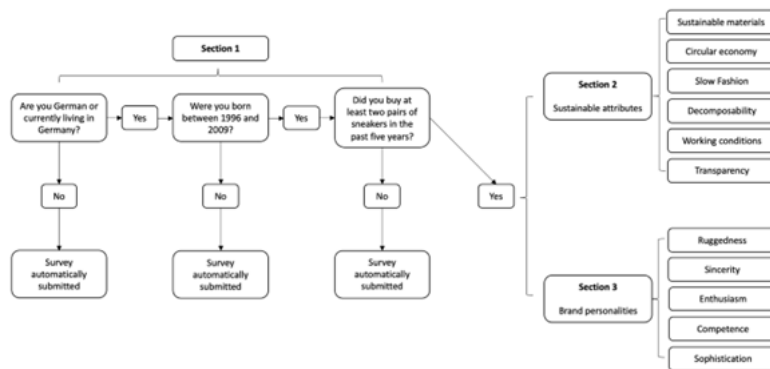 Section 1
Are you German or
currently living in
Germany?
Yes
Were you born
between 1996 and
2009?
Yes
Did you buy at
least two pairs of
sneakers in the
past five years?
No
No
No
Yes
Survey
automatically
submitted
Survey
automatically
submitted
Survey
automatically
submitted
Section 2
Sustainable attributes
Sustainable materials
Circular economy
Slow Fashion
Decomposability
Working conditions
Transparency
Section 3
Brand personalities
Ruggedness
Sincerity
Enthusiasm
Competence
Sophistication